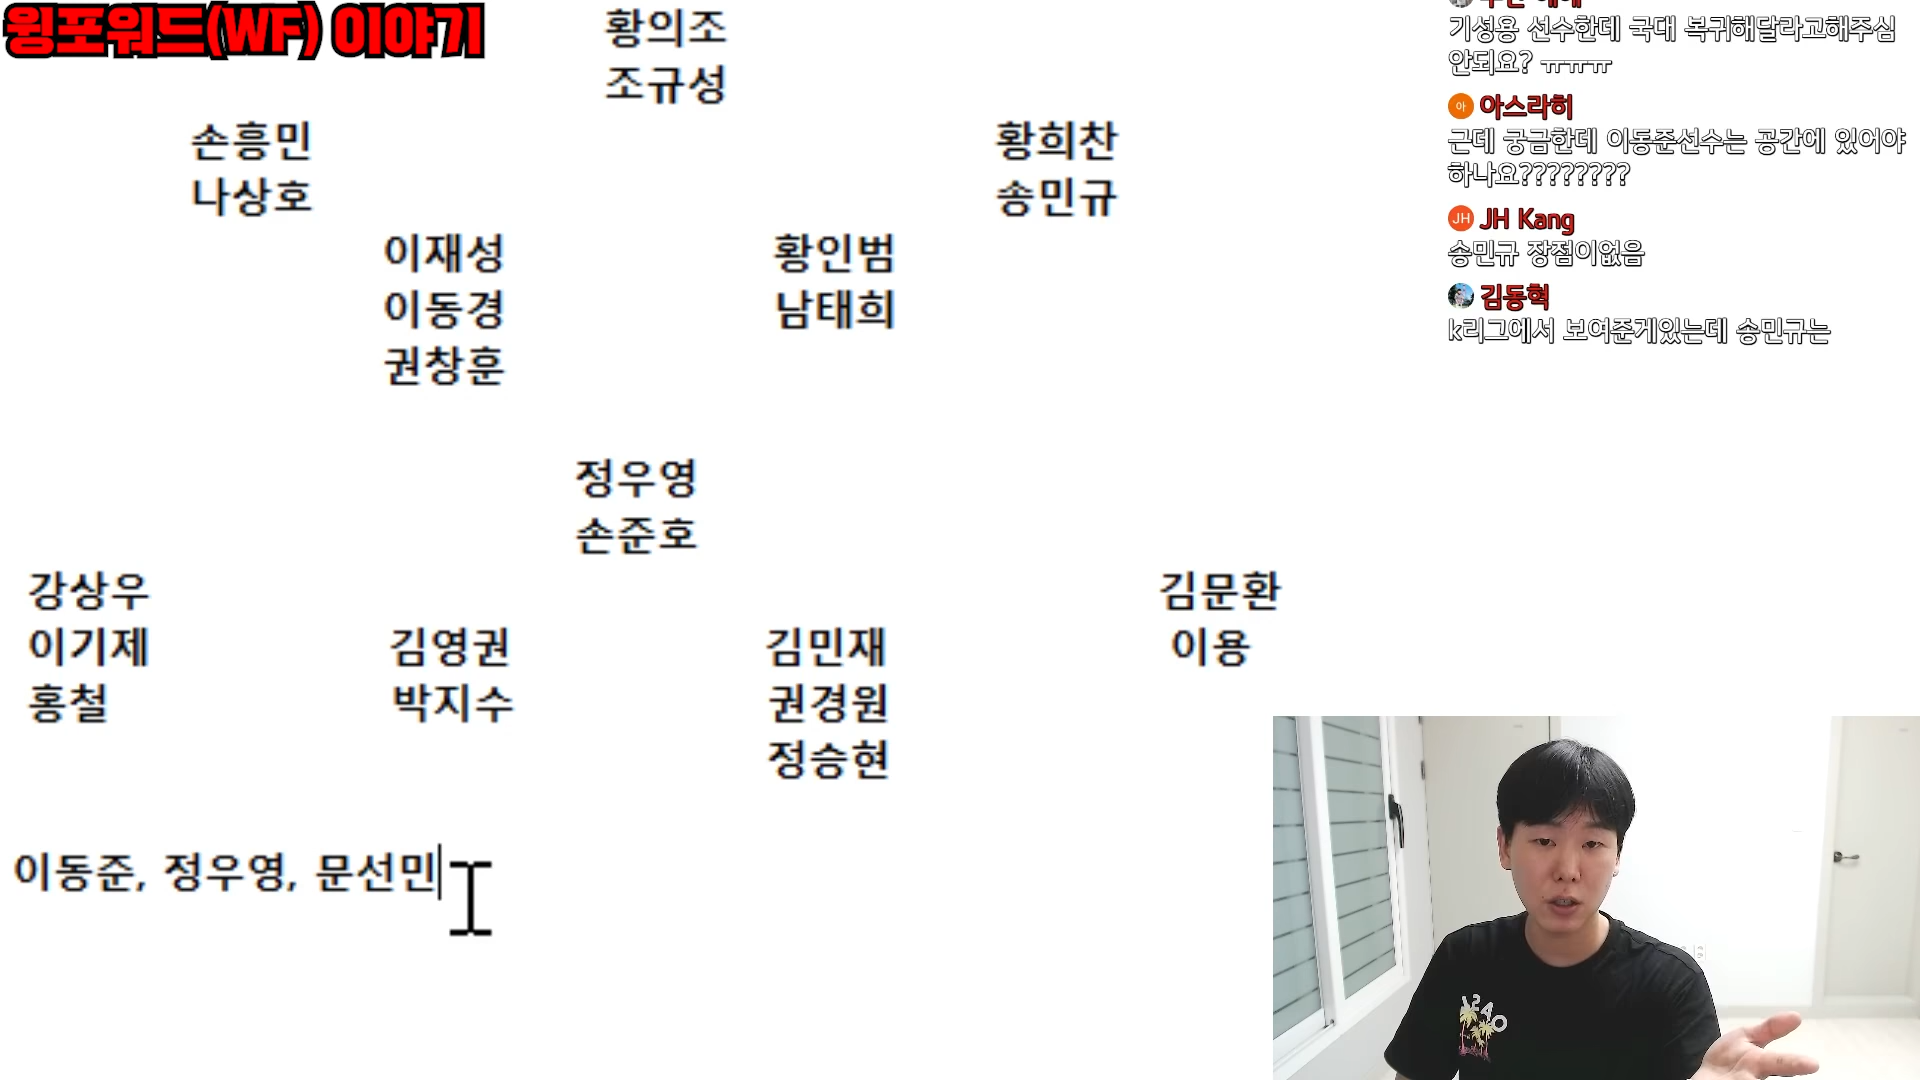 윙포워드(WF) 이야기
황의조
조규성
손흥민
나상호
황희찬
송민규
이재성
이동경
권창훈
황인범
남태희
정우영
손준호
강상우
이기제
홍철
김영권
박지수
김민재
권경원
정승현
김문환
이용
이동준, 정우영, 문선민
기성용 선수한데 국대 복귀해달라고해주심
안되요? ㅠㅠㅠ
아 아스라히
근데 궁금한데 이동준선수는 공간에 있어야
하나요????????
JH JH Kang
송민규 장점이없음
김동혁
k리그에서 보여준게있는데 송민규는
1240